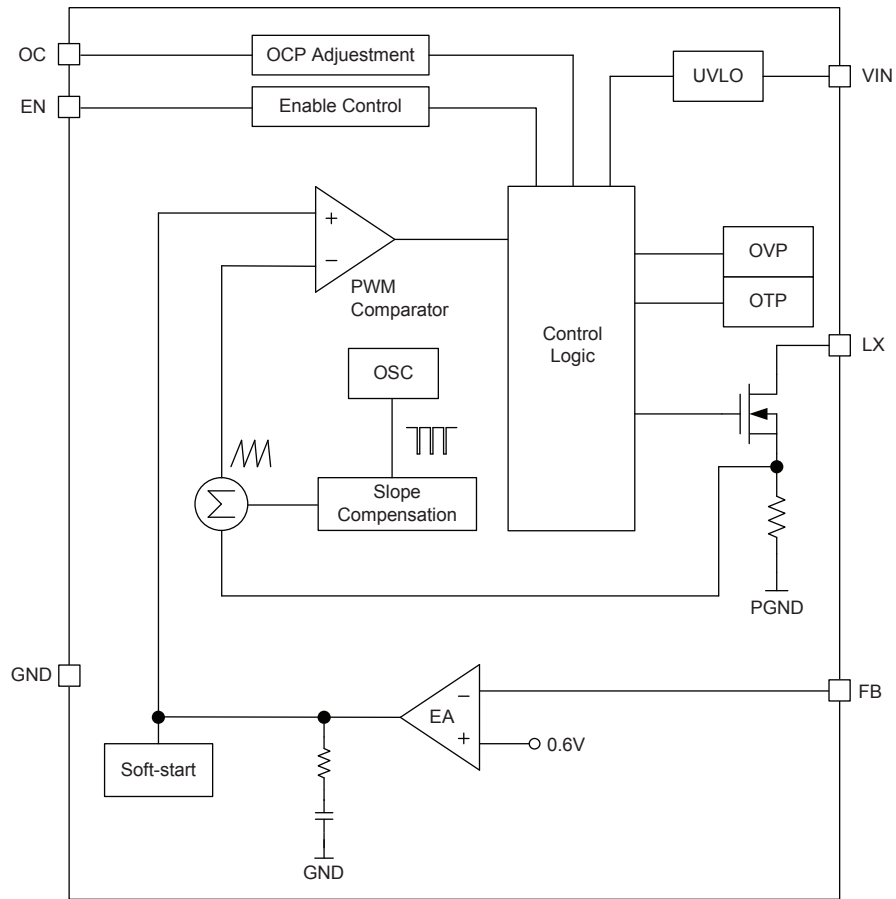 OC
OCP Adjuestment
UVLO
VIN
EN
Enable Control
+
−
PWM
Comparator
OVP
OTP
Control
Logic
LX
OSC
Σ
Slope
Compensation
PGND
GND
FB
EA
−
+
0.6V
Soft-start
GND